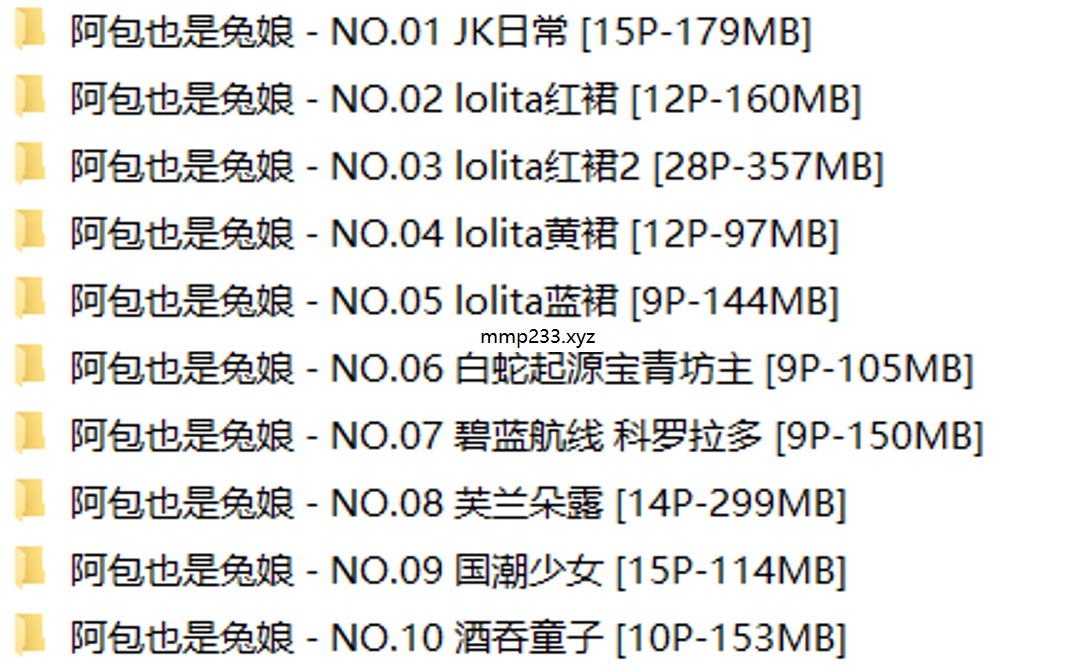 阿包也是兔娘 - NO.01 JK日常 [15P-179MB]
阿包也是兔娘 - NO.02 lolita红裙 [12P-160MB]
阿包也是兔娘 - NO.03 lolita红裙2 [28P-357MB]
阿包也是兔娘 - NO.04 lolita黄裙 [12P-97MB]
阿包也是兔娘 - NO.05 lolita蓝裙 [9P-144MB]
mmp233.xyz
阿包也是兔娘 - NO.06 白蛇起源宝青坊主 [9P-105MB]
阿包也是兔娘 - NO.07 碧蓝航线 科罗拉多 [9P-150MB]
阿包也是兔娘 - NO.08 芙兰朵露 [14P-299MB]
阿包也是兔娘 - NO.09 国潮少女 [15P-114MB]
阿包也是兔娘 - NO.10 酒吞童子 [10P-153MB]